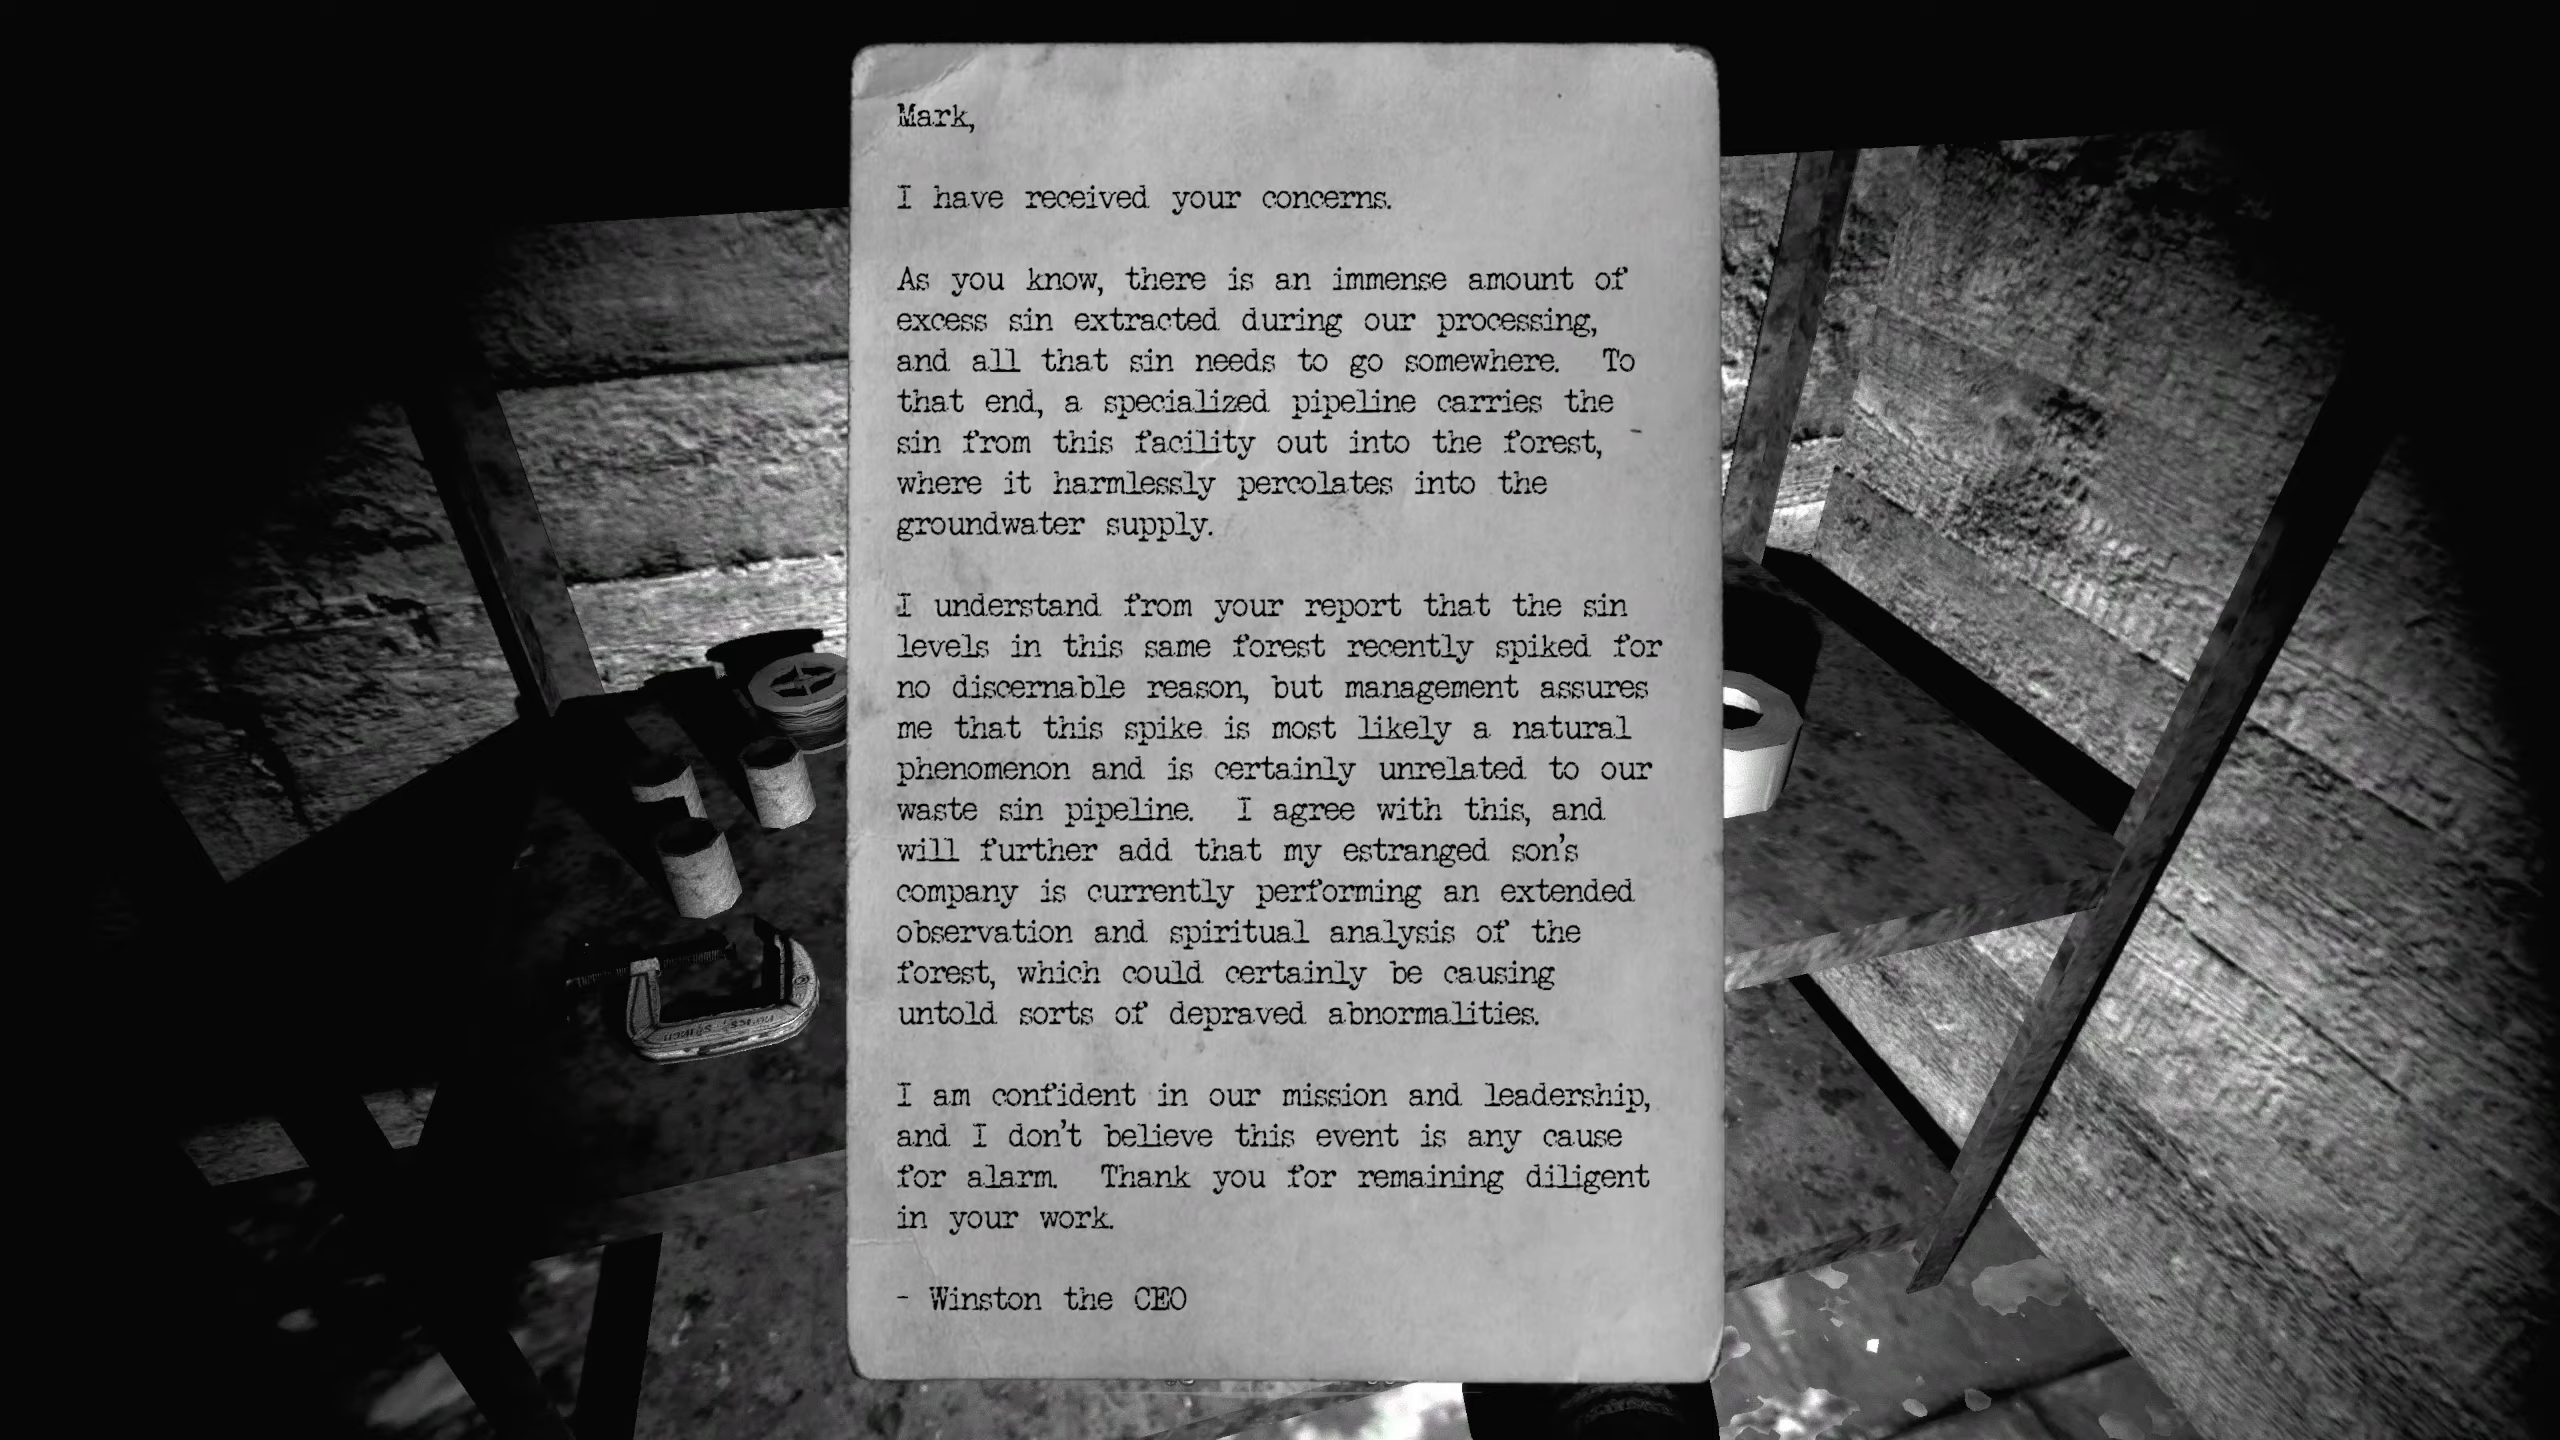 Mark,
I have received your concerns.
As you know, there is an immense amount of
excess sin extracted during our processing,
and all that sin needs to go somewhere.  To
that end, a specialized pipeline carries the
sin from this facility out into the forest,
where it harmlessly percolates into the
groundwater supply.
I understand from your report that the sin
levels in this same forest recently spiked for
no discernable reason, but management assures
me that this spike is most likely a natural
phenomenon and is certainly unrelated to our
waste sin pipeline.  I agree with this, and
will further add that my estranged son's
company is currently performing an extended
observation and spiritual analysis of the
forest, which could certainly be causing
untold sorts of depraved abnormalities.
I am confident in our mission and leadership,
and I don't believe this event is any cause
for alarm.  Thank you for remaining diligent
in your work.
- Winston the CEO